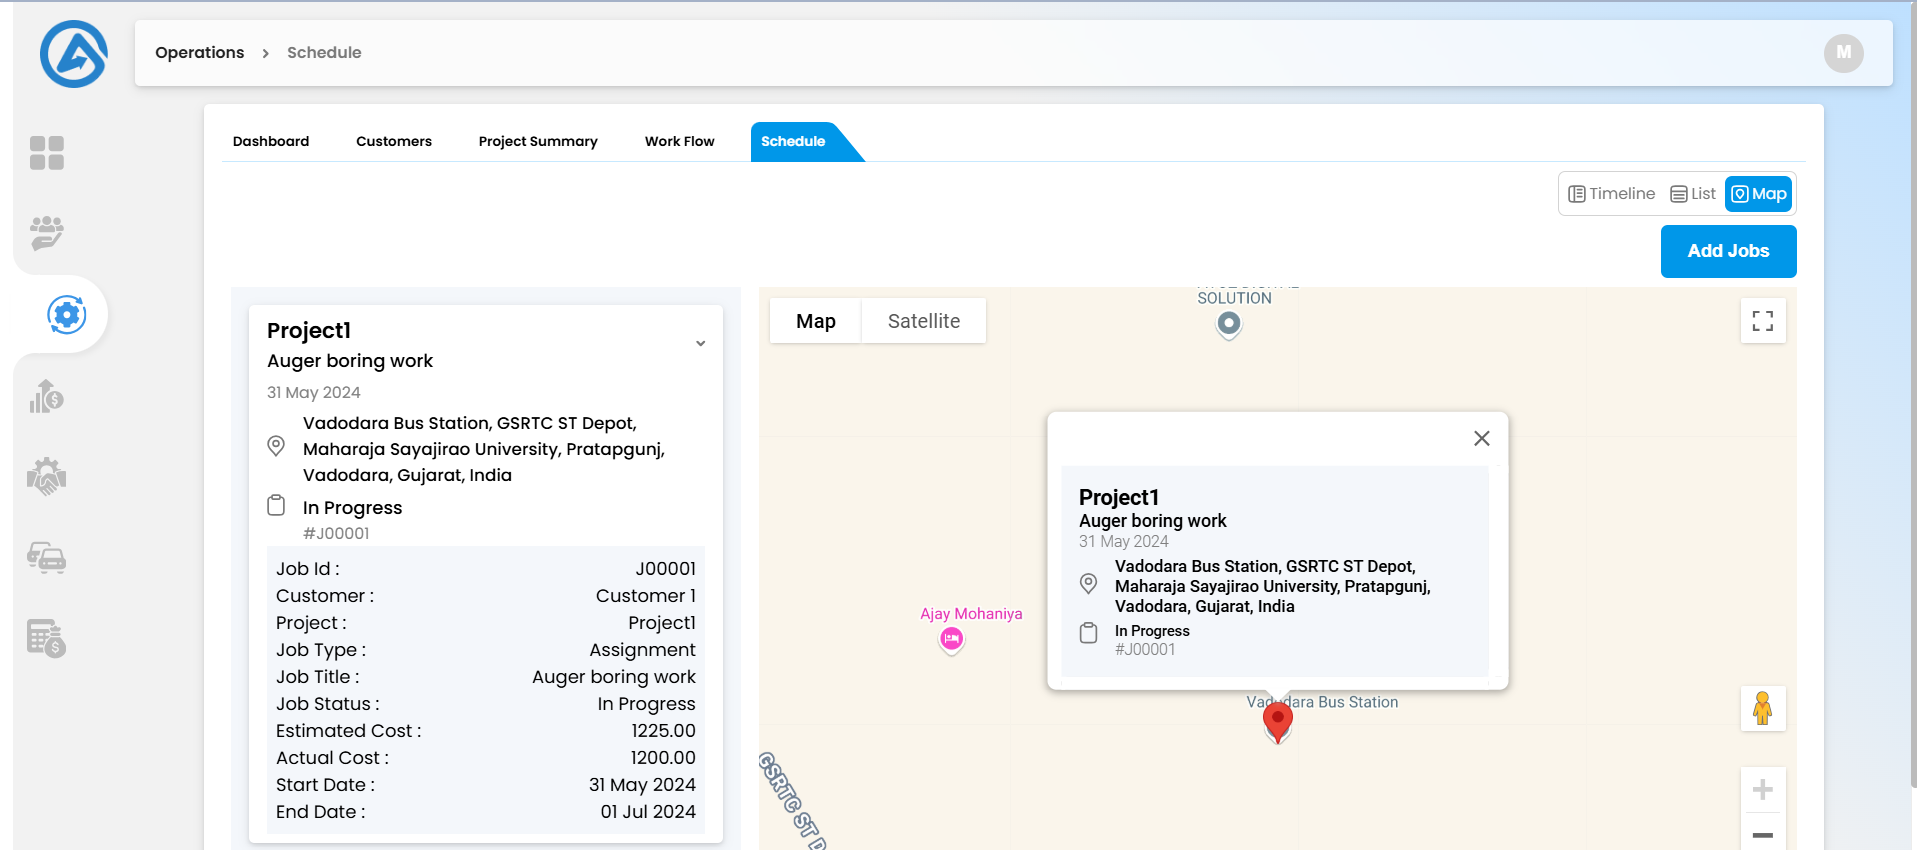 Operations > Schedule
M
Dashboard
Customers
Project Summary
Work Flow
Schedule
Timeline
List
Map
Add Jobs
Project1
Auger boring work
31 May 2024
Vadodara Bus Station, GSRTC ST Depot,
Maharaja Sayajirao University, Pratapgunj,
Vadodara, Gujarat, India
In Progress
#J00001
Job Id : J00001
Customer : Customer 1
Project : Project1
Job Type : Assignment
Job Title : Auger boring work
Job Status : In Progress
Estimated Cost : 1225.00
Actual Cost : 1200.00
Start Date : 31 May 2024
End Date : 01 Jul 2024
Map
Satellite
SOLUTION
Project1
Auger boring work
31 May 2024
Vadodara Bus Station, GSRTC ST Depot,
Maharaja Sayajirao University, Pratapgunj,
Vadodara, Gujarat, India
In Progress
#J00001
Ajay Mohaniya
Vadodara Bus Station
GSRTC ST D